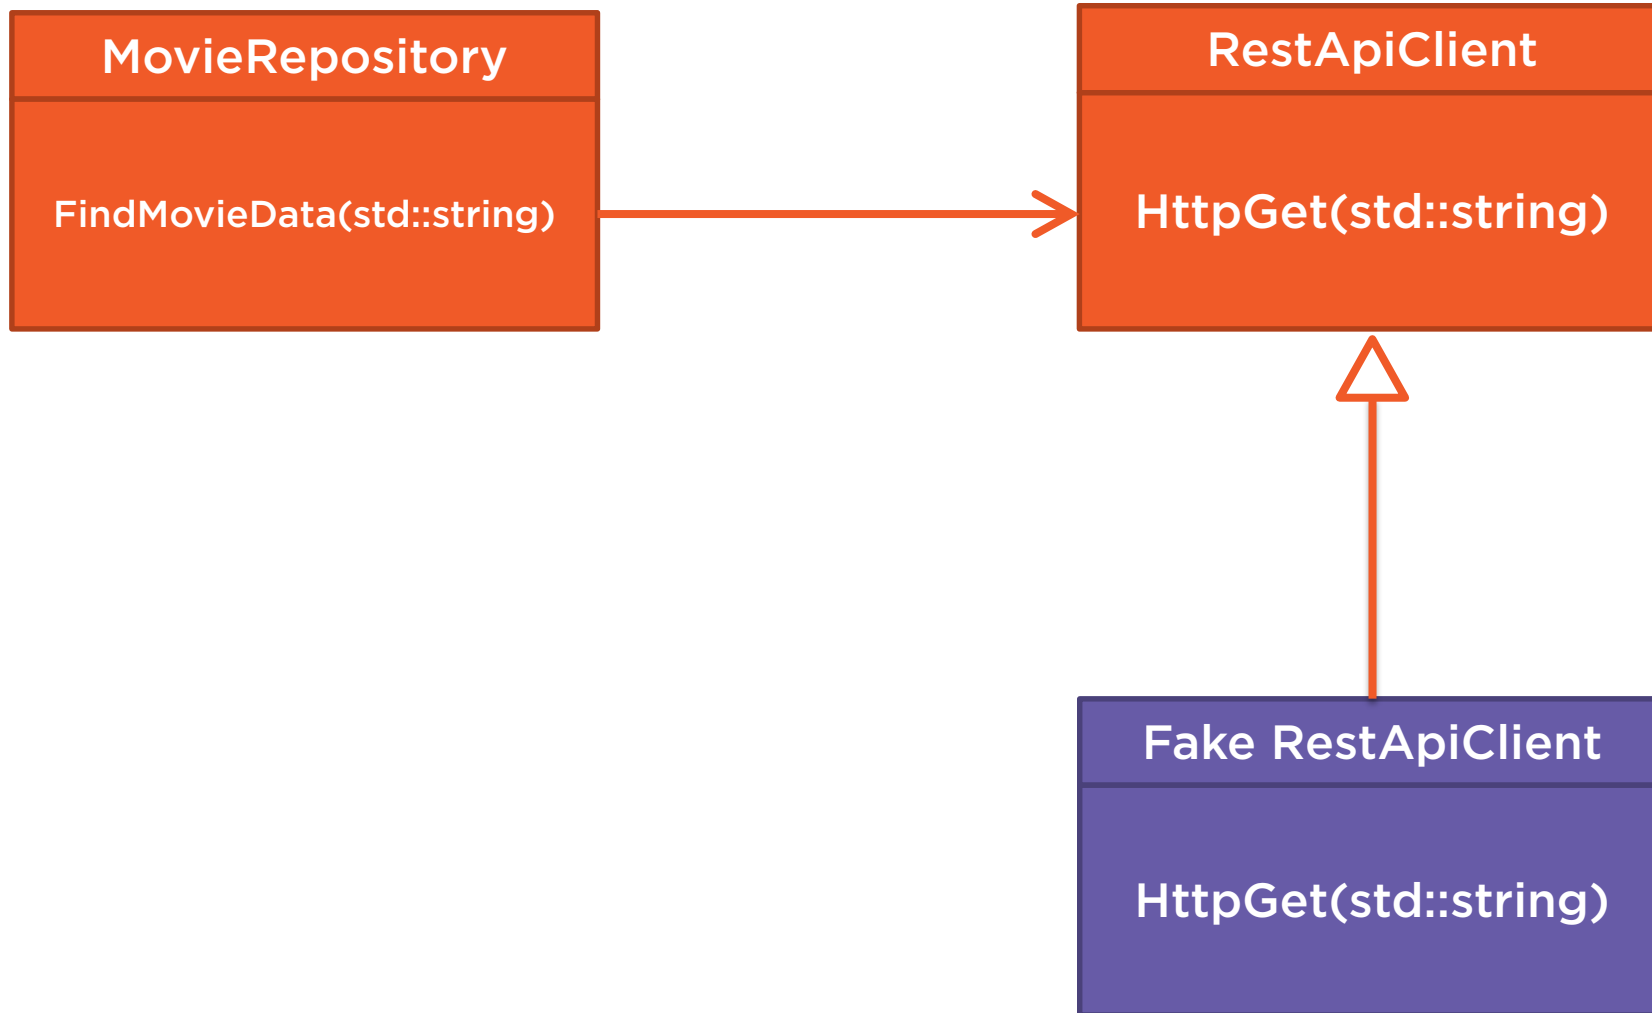 MovieRepository
FindMovieData(std::string)
RestApiClient
HttpGet(std::string)
Fake RestApiClient
HttpGet(std::string)